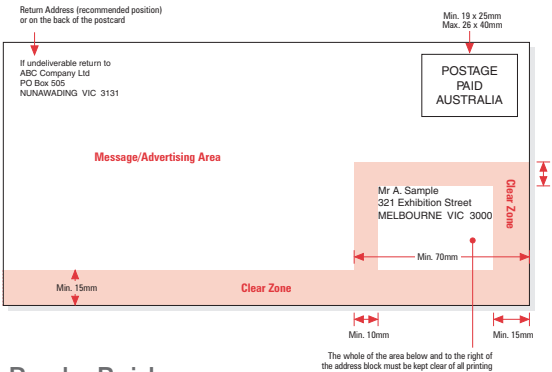 Return Address (recommended position)
or on the back of the postcard
Min. 19 x 25mm
Max. 26 x 40mm
If undeliverable return to
ABC Company Ltd
PO Box 505
NUNAWADING VIC 3131
POSTAGE
PAID
AUSTRALIA
Message/Advertising Area
Mr A. Sample
321 Exhibition Street
MELBOURNE VIC 3000
Clear Zone
Min. 70mm
Min. 15mm
Clear Zone
Min. 10mm
Min. 15mm
The whole of the area below and to the right of
the address block must be kept clear of all printing